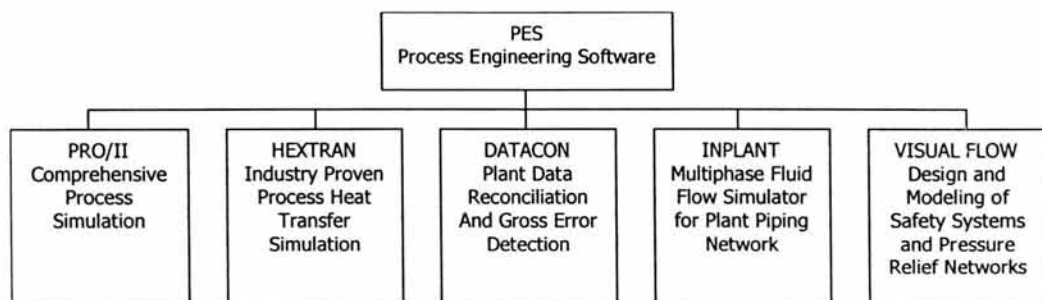 PES
Process Engineering Software
PRO/II
Comprehensive
Process
Simulation
HEXTRAN
Industry Proven
Process Heat
Transfer
Simulation
DATACON
Plant Data
Reconciliation
And Gross Error
Detection
INPLANT
Multiphase Fluid
Flow Simulator
for Plant Piping
Network
VISUAL FLOW
Design and
Modeling of
Safety Systems
and Pressure
Relief Networks